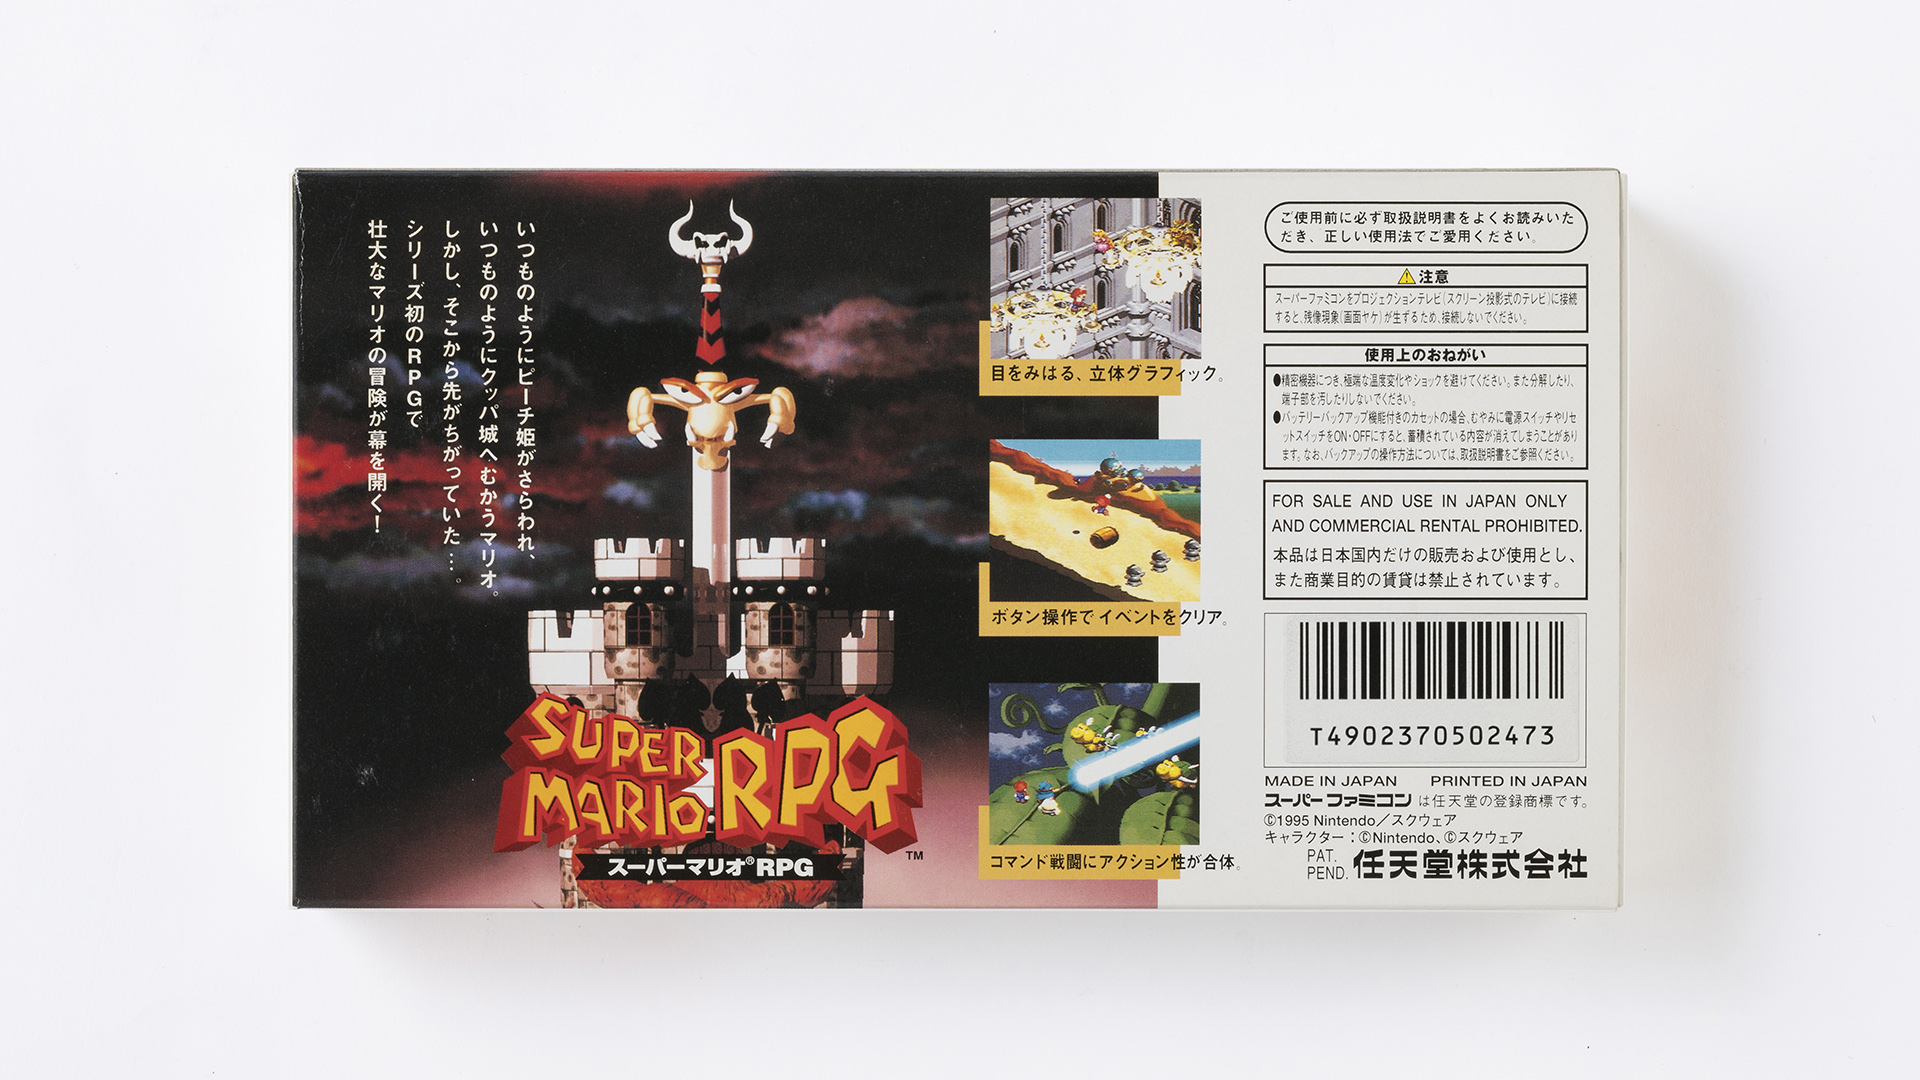 いつものようにピーチ姫がさらわれ、
いつものようにクッパ城へむかうマリオ。
しかし、そこから先がちがっていた…。
シリーズ初のRPGで
壮大なマリオの冒険が幕を開く!
SUPER
MARIO RPG
TM
スーパーマリオ®RPG
目をみはる、立体グラフィック。
ボタン操作でイベントをクリア。
コマンド戦闘にアクション性が合体。
ご使用前に必ず取扱説明書をよくお読みいた
だき、正しい使用法でご愛用ください。
注意
スーパーファミコンをプロジェクションテレビ(スクリーン投影式のテレビ)に接続
すると、残像現象(画面ヤケ)が生ずるため、接続しないでください。
使用上のおねがい
●精密機器につき、極端な温度変化やショックを避けてください。また分解したり、
端子部を汚したりしないでください。
●バッテリーバックアップ機能付きのカセットの場合、むやみに電源スイッチやリセ
ットスイッチをON・OFFにすると、蓄積されている内容が消えてしまうことがあり
ます。なお、バックアップの操作方法については、取扱説明書をご参照ください。
FOR SALE AND USE IN JAPAN ONLY
AND COMMERCIAL RENTAL PROHIBITED.
本品は日本国内だけの販売および使用とし、
また商業目的の賃貸は禁止されています。
T4902370502473
MADE IN JAPAN PRINTED IN JAPAN
スーパーファミコン は任天堂の登録商標です。
©1995 Nintendo/スクウェア
キャラクター:©Nintendo、©スクウェア
PAT.
PEND. 任天堂株式会社